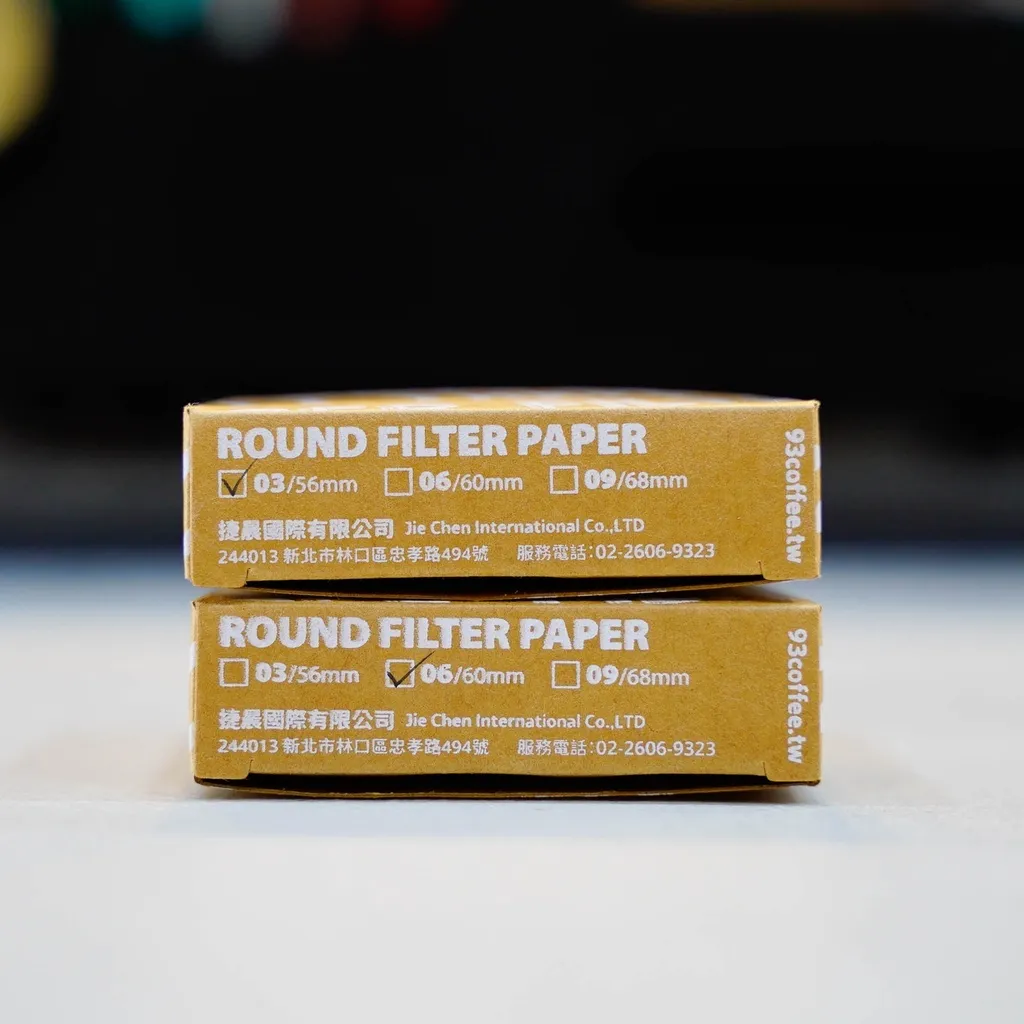 ROUND FILTER PAPER
☑ 03/56mm ☐ 06/60mm ☐ 09/68mm
捷晨國際有限公司 Jie Chen International Co.,LTD
244013 新北市林口區忠孝路494號 服務電話:02-2606-9323
93coffee.tw
ROUND FILTER PAPER
☐ 03/56mm ☑ 06/60mm ☐ 09/68mm
捷晨國際有限公司 Jie Chen International Co.,LTD
244013 新北市林口區忠孝路494號 服務電話:02-2606-9323
93coffee.tw